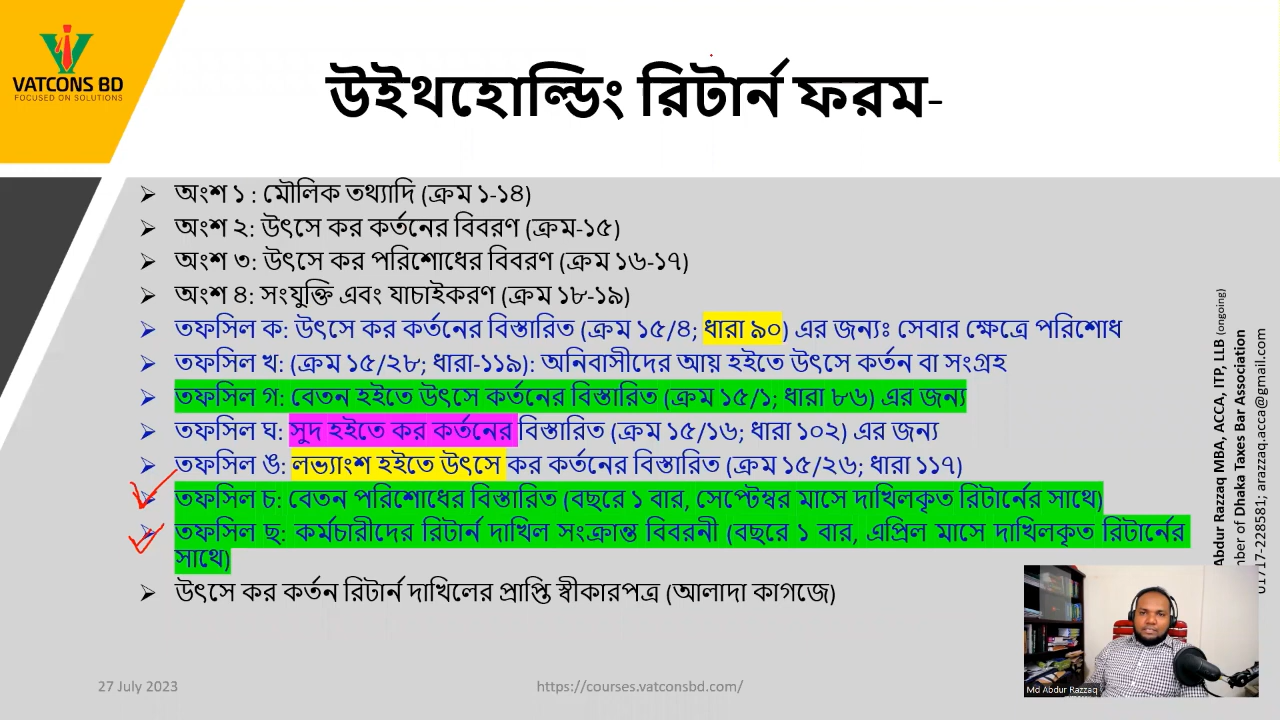 VATCONS BD
FOCUSED ON SOLUTIONS
উইথহোল্ডিং রিটার্ন ফরম-
➢ অংশ ১ : মৌলিক তথ্যাদি (ক্রম ১-১৪)
➢ অংশ ২: উৎসে কর কর্তনের বিবরণ (ক্রম-১৫)
➢ অংশ ৩: উৎসে কর পরিশোধের বিবরণ (ক্রম ১৬-১৭)
➢ অংশ ৪: সংযুক্তি এবং যাচাইকরণ (ক্রম ১৮-১৯)
➢ তফসিল ক: উৎসে কর কর্তনের বিস্তারিত (ক্রম ১৫/৪; ধারা ৯০) এর জন্যঃ সেবার ক্ষেত্রে পরিশোধ
➢ তফসিল খ: (ক্রম ১৫/২৮; ধারা-১১৯): অনিবাসীদের আয় হইতে উৎসে কর্তন বা সংগ্রহ
➢ তফসিল গ: বেতন হইতে উৎসে কর্তনের বিস্তারিত (ক্রম ১৫/১; ধারা ৮৬) এর জন্য
➢ তফসিল ঘ: সুদ হইতে কর কর্তনের বিস্তারিত (ক্রম ১৫/১৬; ধারা ১০২) এর জন্য
➢ তফসিল ঙ: লভ্যাংশ হইতে উৎসে কর কর্তনের বিস্তারিত (ক্রম ১৫/২৬; ধারা ১১৭)
➢ তফসিল চ: বেতন পরিশোধের বিস্তারিত (বছরে ১ বার, সেপ্টেম্বর মাসে দাখিলকৃত রিটার্নের সাথে)
➢ তফসিল ছ: কর্মচারীদের রিটার্ন দাখিল সংক্রান্ত বিবরনী (বছরে ১ বার, এপ্রিল মাসে দাখিলকৃত রিটার্নের
সাথে)
➢ উৎসে কর কর্তন রিটার্ন দাখিলের প্রাপ্তি স্বীকারপত্র (আলাদা কাগজে)
Abdur Razzaq MBA, ACCA, ITP, LLB (ongoing)
mber of Dhaka Taxes Bar Association
01717-228581; arazzaq.acca@gmail.com
Md Abdur Razzaq
27 July 2023
https://courses.vatconsbd.com/